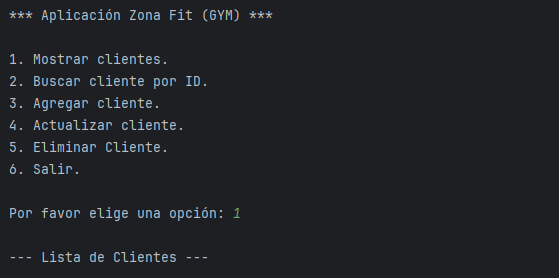 *** Aplicación Zona Fit (GYM) ***
1. Mostrar clientes.
2. Buscar cliente por ID.
3. Agregar cliente.
4. Actualizar cliente.
5. Eliminar Cliente.
6. Salir.
Por favor elige una opción: 1
--- Lista de Clientes ---